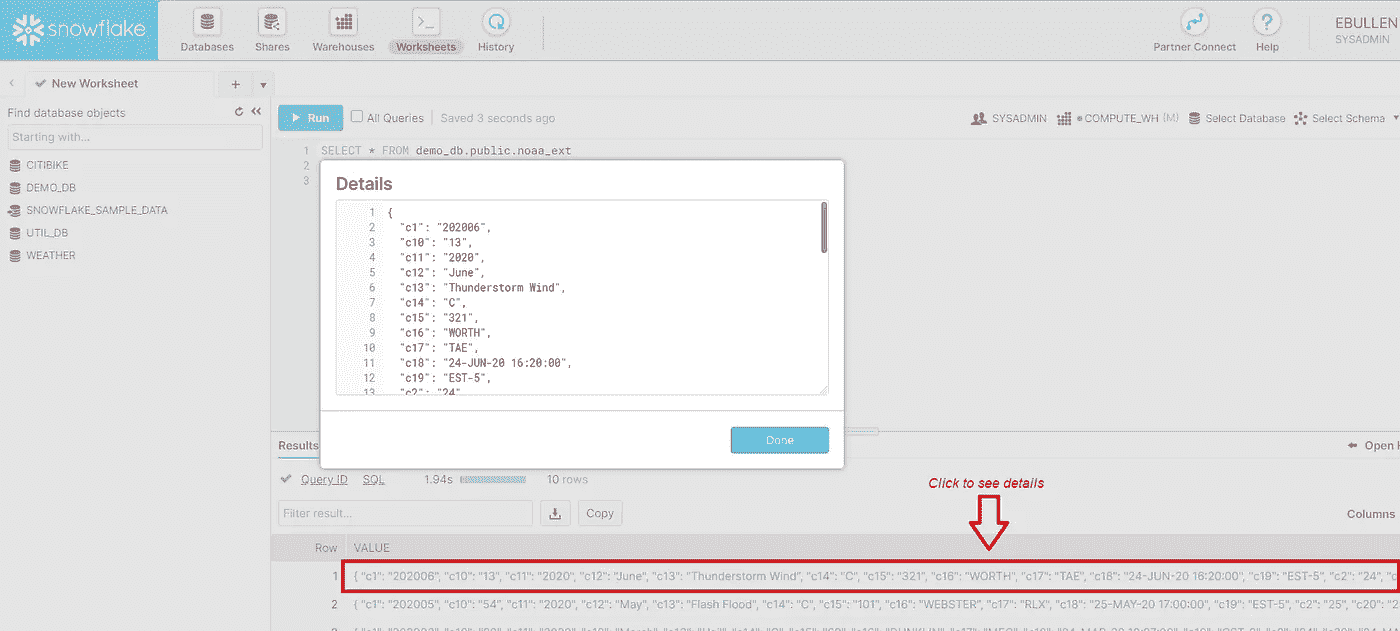 snowflake
Databases Shares Warehouses Worksheets History Partner Connect Help
EBULLEN
SYSADMIN
New Worksheet
Find database objects
Starting with...
CITIBIKE
DEMO_DB
SNOWFLAKE_SAMPLE_DATA
UTIL_DB
WEATHER
Run All Queries | Saved 3 seconds ago SYSADMIN COMPUTE_WH (M) Select Database Select Schema
1 SELECT * FROM demo_db.public.noaa_ext
2
3
Details
1 {
2 "c1": "202006",
3 "c10": "13",
4 "c11": "2020",
5 "c12": "June",
6 "c13": "Thunderstorm Wind",
7 "c14": "C",
8 "c15": "321",
9 "c16": "WORTH",
10 "c17": "TAE",
11 "c18": "24-JUN-20 16:20:00",
12 "c19": "EST-5",
13 "c2": "24"
Done
Results Open
Query ID SQL 1.94s 10 rows
Click to see details
Filter result... Copy Columns
Row VALUE
1 { "c1": "202006", "c10": "13", "c11": "2020", "c12": "June", "c13": "Thunderstorm Wind", "c14": "C", "c15": "321", "c16": "WORTH", "c17": "TAE", "c18": "24-JUN-20 16:20:00", "c19": "EST-5", "c2": "24",
2 { "c1": "202005", "c10": "54", "c11": "2020", "c12": "May", "c13": "Flash Flood", "c14": "C", "c15": "101", "c16": "WEBSTER", "c17": "RLX", "c18": "25-MAY-20 17:00:00", "c19": "EST-5", "c2": "25", "c20":